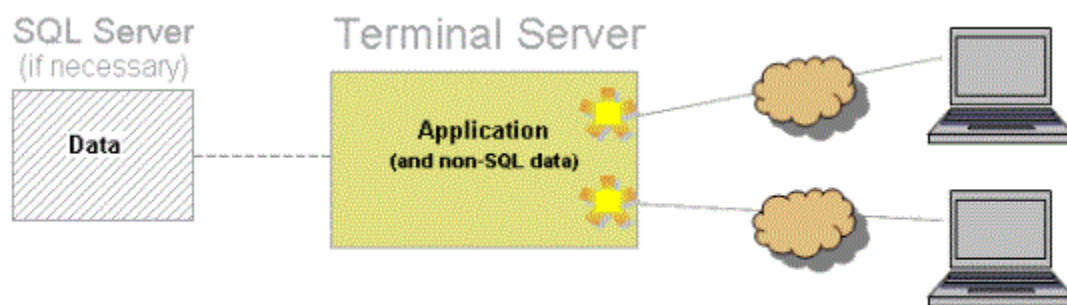 SQL Server
(if necessary)
Data
Terminal Server
Application
(and non-SQL data)